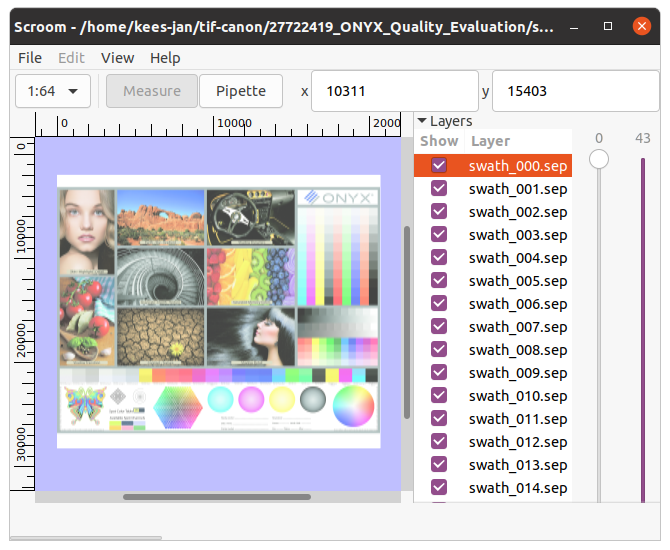 Scroom - /home/kees-jan/tif-canon/27722419_ONYX_Quality_Evaluation/s...
File Edit View Help
1:64 Measure Pipette x 10311 y 15403
0 10000 2000
Layers
0 43
Show Layer
swath_000.sep
swath_001.sep
swath_002.sep
swath_003.sep
swath_004.sep
swath_005.sep
swath_006.sep
swath_007.sep
swath_008.sep
swath_009.sep
swath_010.sep
swath_011.sep
swath_012.sep
swath_013.sep
swath_014.sep
0
10000
20000
30000
ONYX